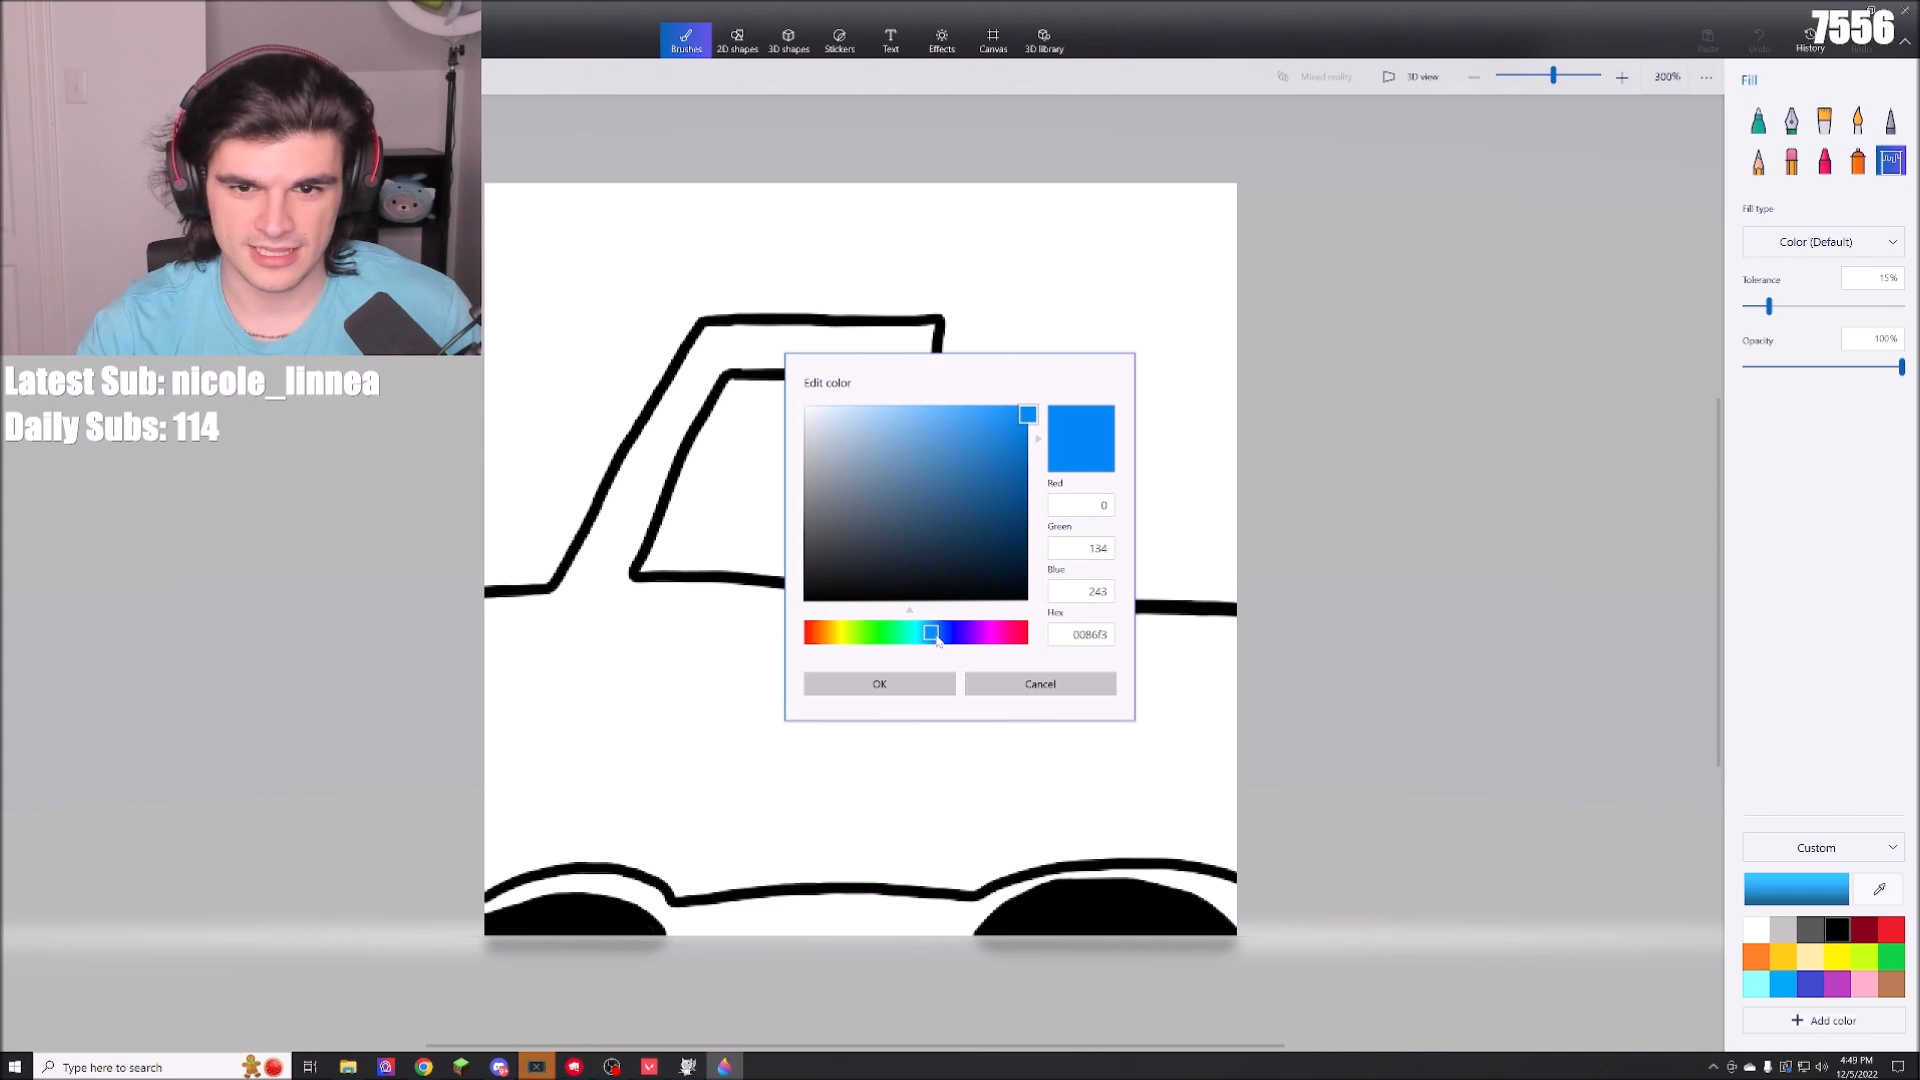 7556
Brushes
2D shapes
3D shapes
Stickers
Text
Effects
Canvas
3D library
Paste
Undo
History
Redo
Mixed reality
3D view
300%
Fill
Fill type
Color (Default)
Tolerance
15%
Opacity
100%
Latest Sub: nicole_linnea
Daily Subs: 114
Edit color
Red
0
Green
134
Blue
243
Hex
0086f3
OK
Cancel
Custom
Add color
Type here to search
4:49 PM
12/5/2022